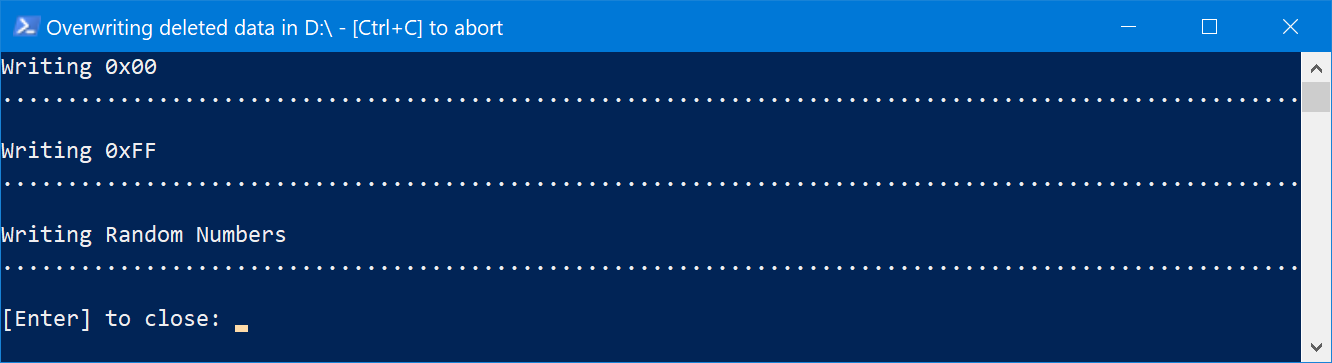 Overwriting deleted data in D:\ - [Ctrl+C] to abort
Writing 0x00
....................................................................................................
Writing 0xFF
....................................................................................................
Writing Random Numbers
....................................................................................................
[Enter] to close: